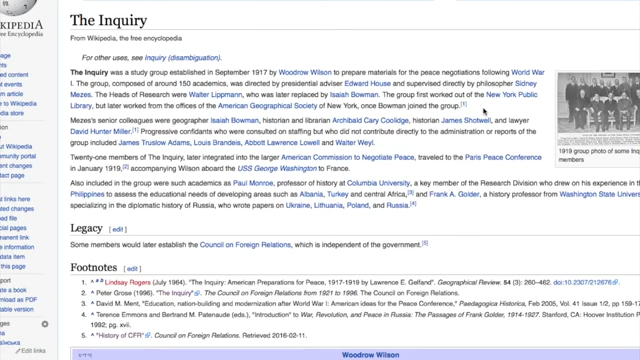 WIKIPEDIA
The Free Encyclopedia
The Inquiry
From Wikipedia, the free encyclopedia
For other uses, see Inquiry (disambiguation).
The Inquiry was a study group established in September 1917 by Woodrow Wilson to prepare materials for the peace negotiations following World War
I. The group, composed of around 150 academics, was directed by presidential adviser Edward House and supervised directly by philosopher Sidney
Mezes. The Heads of Research were Walter Lippmann, who was later replaced by Isaiah Bowman. The group first worked out of the New York Public
Library, but later worked from the offices of the American Geographical Society of New York, once Bowman joined the group.[1]
Mezes's senior colleagues were geographer Isaiah Bowman, historian and librarian Archibald Cary Coolidge, historian James Shotwell, and lawyer
David Hunter Miller.[1] Progressive confidants who were consulted on staffing but who did not contribute directly to the administration or reports of the
group included James Truslow Adams, Louis Brandeis, Abbott Lawrence Lowell and Walter Weyl.
Twenty-one members of The Inquiry, later integrated into the larger American Commission to Negotiate Peace, traveled to the Paris Peace Conference
in January 1919,[2] accompanying Wilson aboard the USS George Washington to France.
Also included in the group were such academics as Paul Monroe, professor of history at Columbia University, a key member of the Research Division who drew on his experience in the
Philippines to assess the educational needs of developing areas such as Albania, Turkey and central Africa,[3] and Frank A. Golder, a history professor from Washington State
specializing in the diplomatic history of Russia, who wrote papers on Ukraine, Lithuania, Poland, and Russia.[4]
1919 group photo of some Inq
members
Legacy [ edit ]
Some members would later establish the Council on Foreign Relations, which is independent of the government.[5]
Footnotes [ edit ]
1. ^ a b Lindsay Rogers (July 1964). "The Inquiry: American Preparations for Peace, 1917-1919 by Lawrence E. Gelfand". Geographical Review. 54 (3): 260–462. doi:10.2307/212676.
2. ^ Peter Grose (1996). "The Inquiry". The Council on Foreign Relations from 1921 to 1996. The Council on Foreign Relations.
3. ^ David M. Ment, "Education, nation-building and modernization after World War I: American ideas for the Peace Conference," Paedagogica Historica, Feb 2005, Vol. 41 Issue 1/2, pp 159-17
4. ^ Terence Emmons and Bertrand M. Patenaude (eds.), "Introduction" to War, Revolution, and Peace in Russia: The Passages of Frank Golder, 1914-1927. Stanford, CA: Hoover Institution
1992; pg. xvii.
5. ^ "History of CFR". Council on Foreign Relations. Retrieved 2016-02-11.
V·T·E
Woodrow Wilson
Edit links